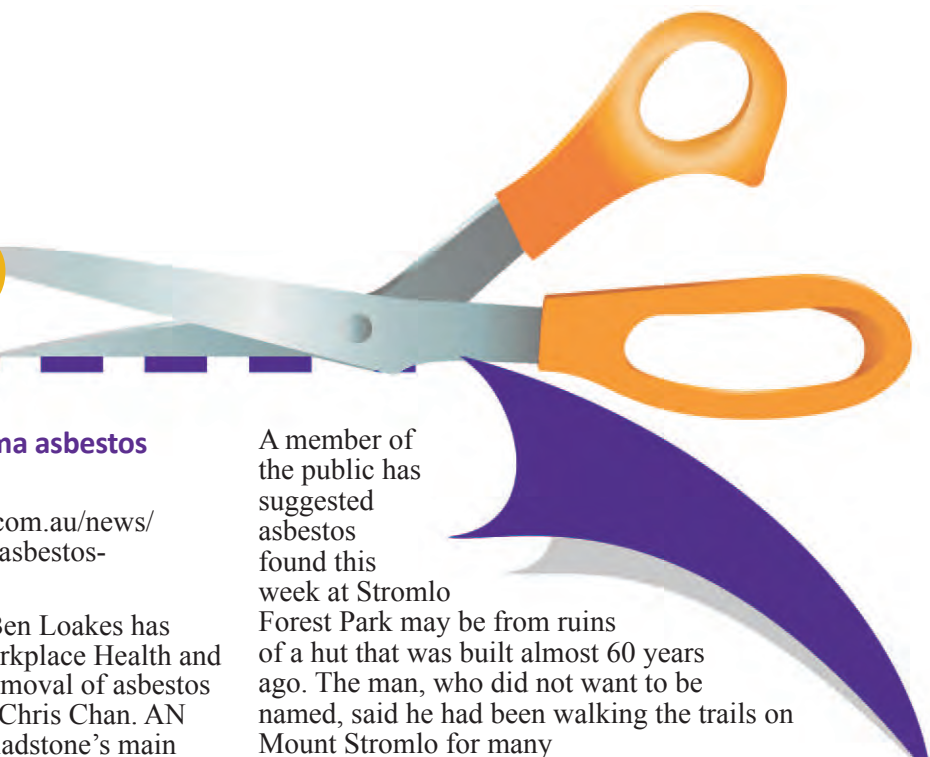 ma asbestos
com.au/news/
asbestos-
Ben Loakes has
rkplace Health and
moval of asbestos
Chris Chan. AN
adstone's main
A member of
the public has
suggested
asbestos
found this
week at Stromlo
Forest Park may be from ruins
of a hut that was built almost 60 years
ago. The man, who did not want to be
named, said he had been walking the trails on
Mount Stromlo for many